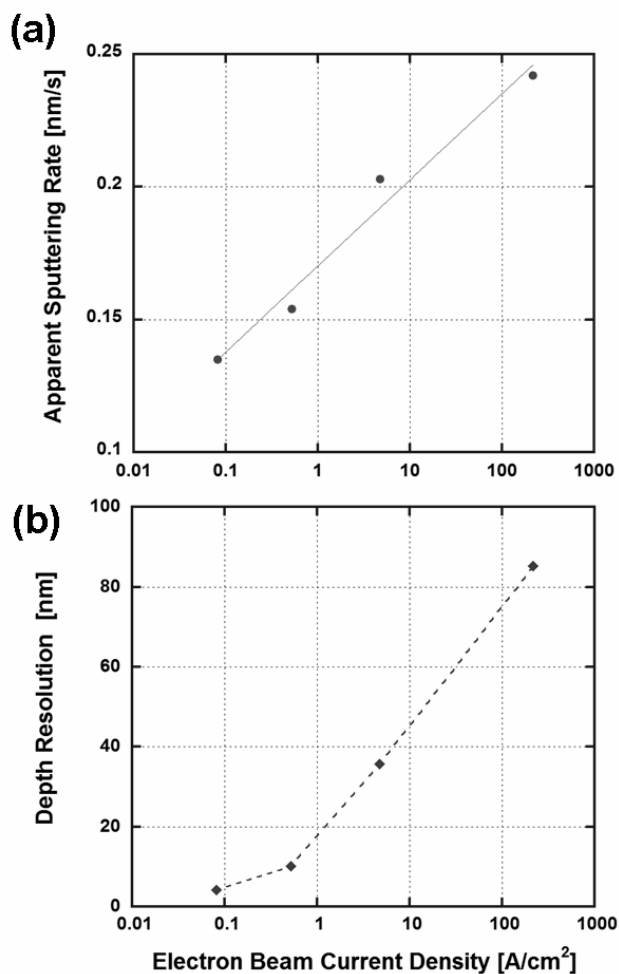 (a)
Apparent Sputtering Rate [nm/s]
0.25
0.2
0.15
0.1
0.01 0.1 1 10 100 1000
(b)
Depth Resolution [nm]
100
80
60
40
20
0
0.01 0.1 1 10 100 1000
Electron Beam Current Density [A/cm²]